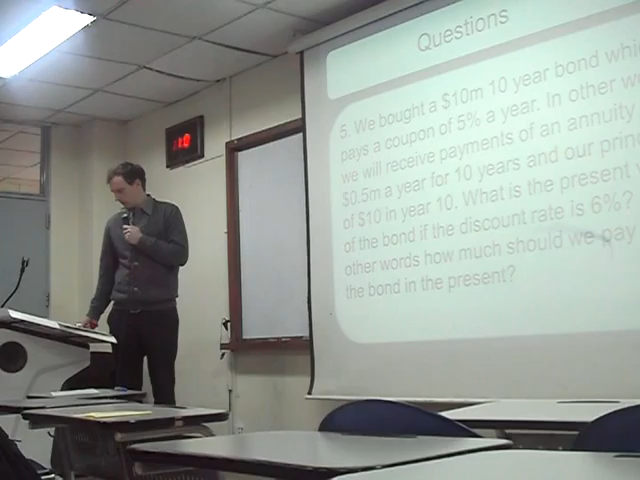 Questions
5. We bought a $10m 10 year bond whi
pays a coupon of 5% a year. In other w
we will receive payments of an annuity
$0.5m a year for 10 years and our prin
of $10 in year 10. What is the present v
of the bond if the discount rate is 6%?
other words how much should we pay
the bond in the present?